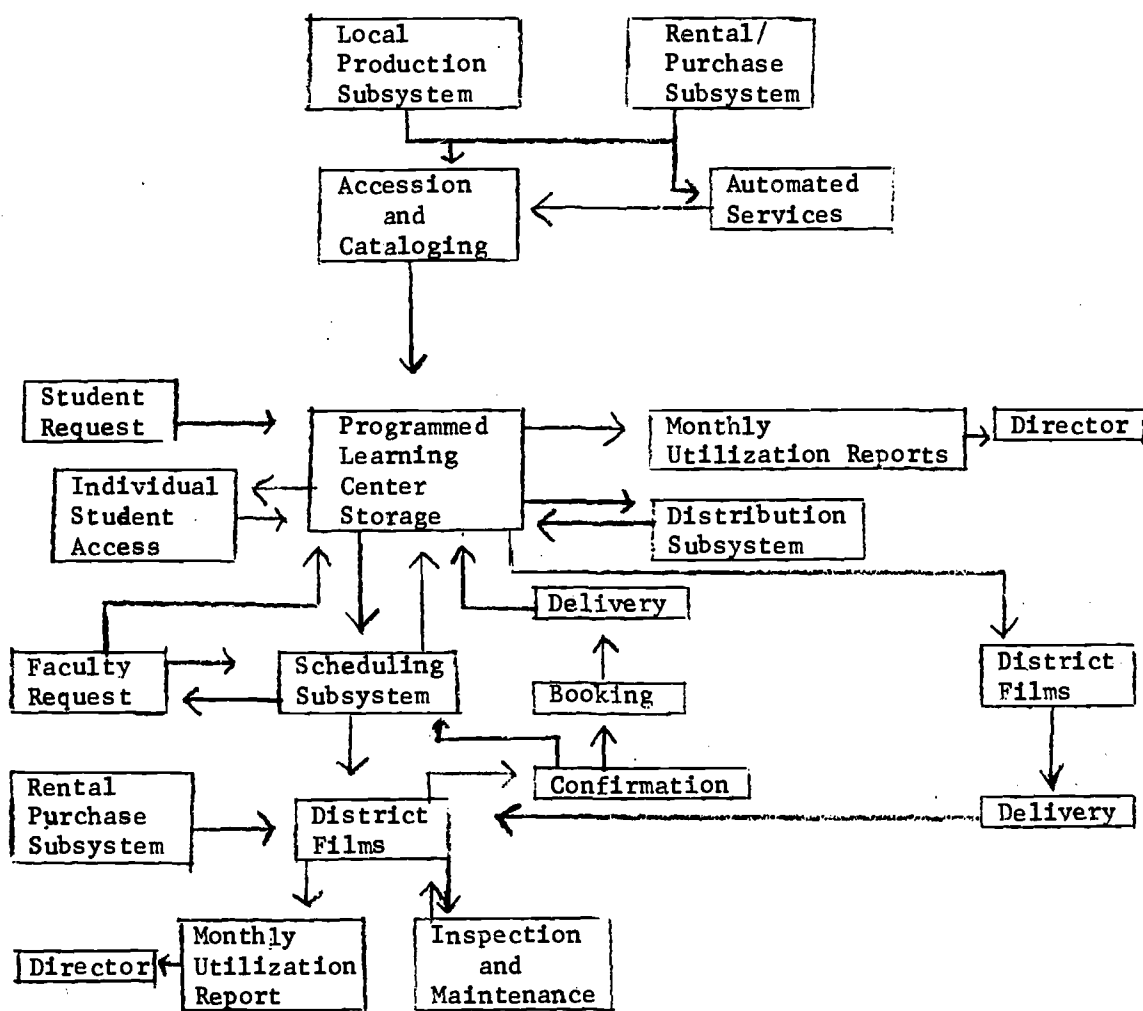 Local
Production
Subsystem
Rental/
Purchase
Subsystem
Accession
and
Cataloging
Automated
Services
Student
Request
Programmed
Learning
Center
Storage
Monthly
Utilization Reports
Director
Individual
Student
Access
Distribution
Subsystem
Delivery
Faculty
Request
Scheduling
Subsystem
Booking
District
Films
Rental
Purchase
Subsystem
District
Films
Confirmation
Delivery
Director
Monthly
Utilization
Report
Inspection
and
Maintenance